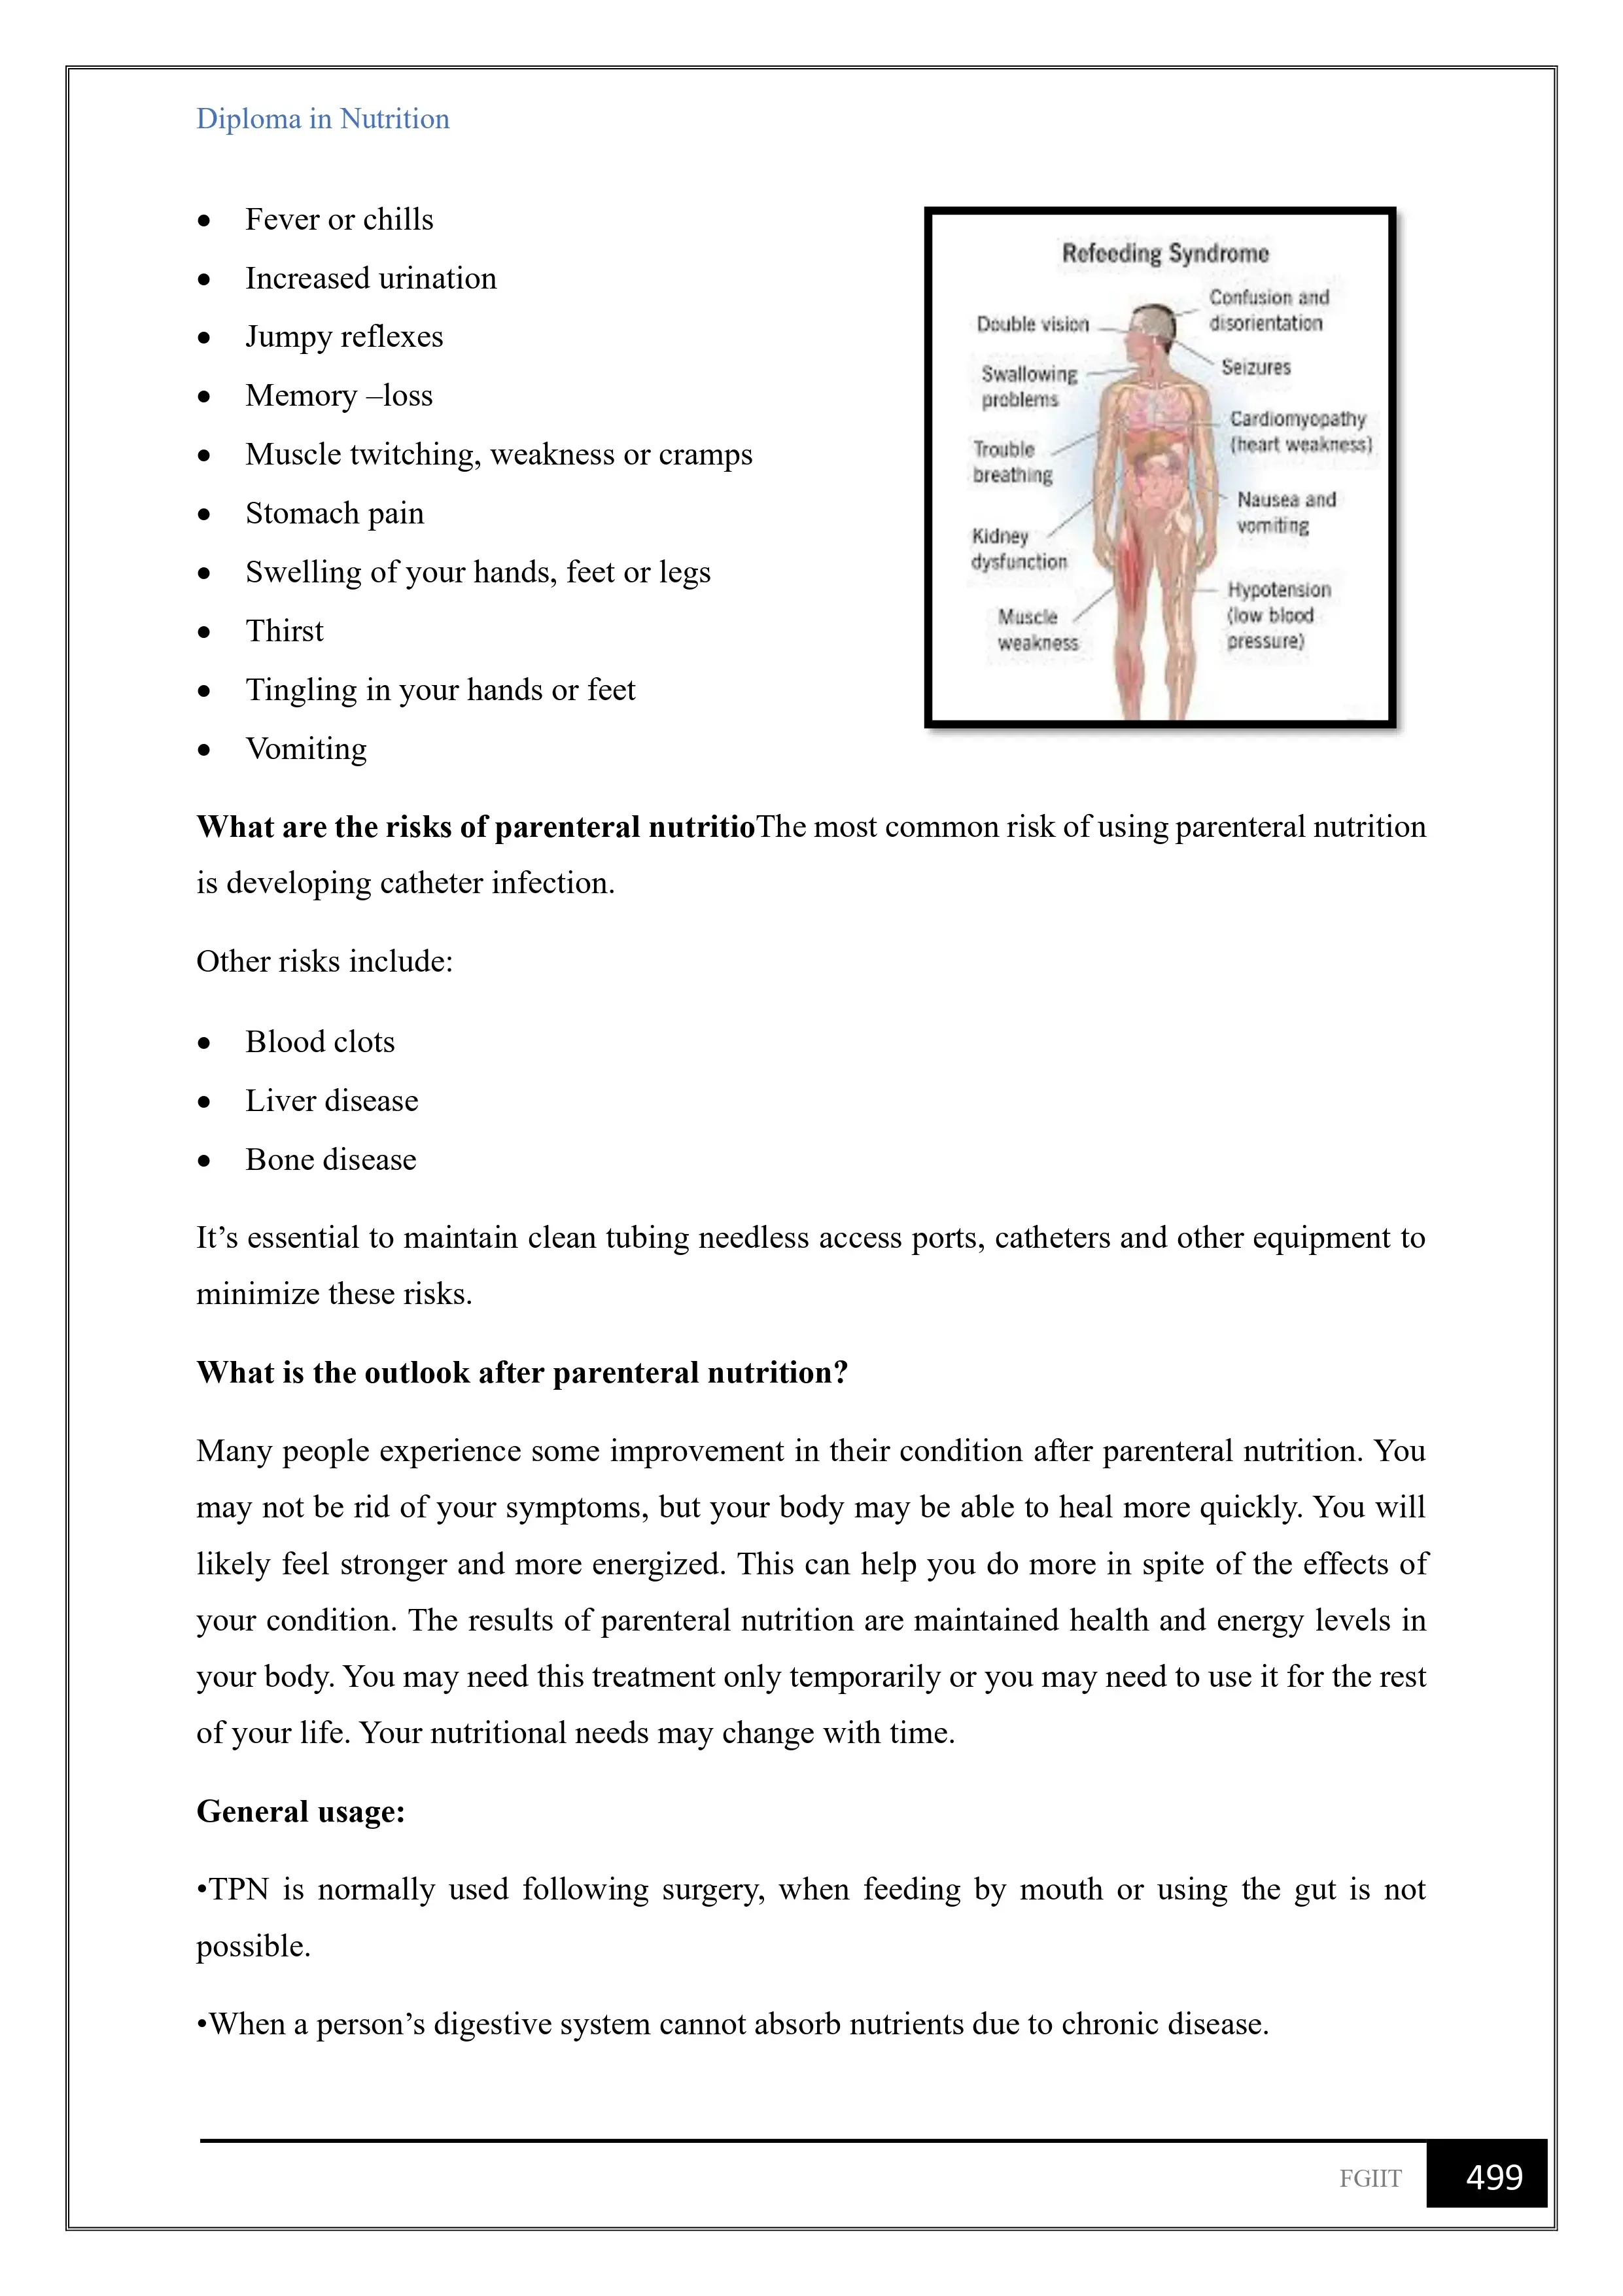 Diploma in Nutrition
• Fever or chills
• Increased urination
• Jumpy reflexes
• Memory –loss
• Muscle twitching, weakness or cramps
• Stomach pain
• Swelling of your hands, feet or legs
• Thirst
• Tingling in your hands or feet
• Vomiting
Refeeding Syndrome
Double vision
Confusion and
disorientation
Swallowing
problems
Seizures
Trouble
breathing
Cardiomyopathy
(heart weakness)
Kidney
dysfunction
Nausea and
vomiting
Muscle
weakness
Hypotension
(low blood
pressure)
What are the risks of parenteral nutritioThe most common risk of using parenteral nutrition
is developing catheter infection.
Other risks include:
• Blood clots
• Liver disease
• Bone disease
It’s essential to maintain clean tubing needless access ports, catheters and other equipment to
minimize these risks.
What is the outlook after parenteral nutrition?
Many people experience some improvement in their condition after parenteral nutrition. You
may not be rid of your symptoms, but your body may be able to heal more quickly. You will
likely feel stronger and more energized. This can help you do more in spite of the effects of
your condition. The results of parenteral nutrition are maintained health and energy levels in
your body. You may need this treatment only temporarily or you may need to use it for the rest
of your life. Your nutritional needs may change with time.
General usage:
•TPN is normally used following surgery, when feeding by mouth or using the gut is not
possible.
•When a person’s digestive system cannot absorb nutrients due to chronic disease.
FGIIT 499